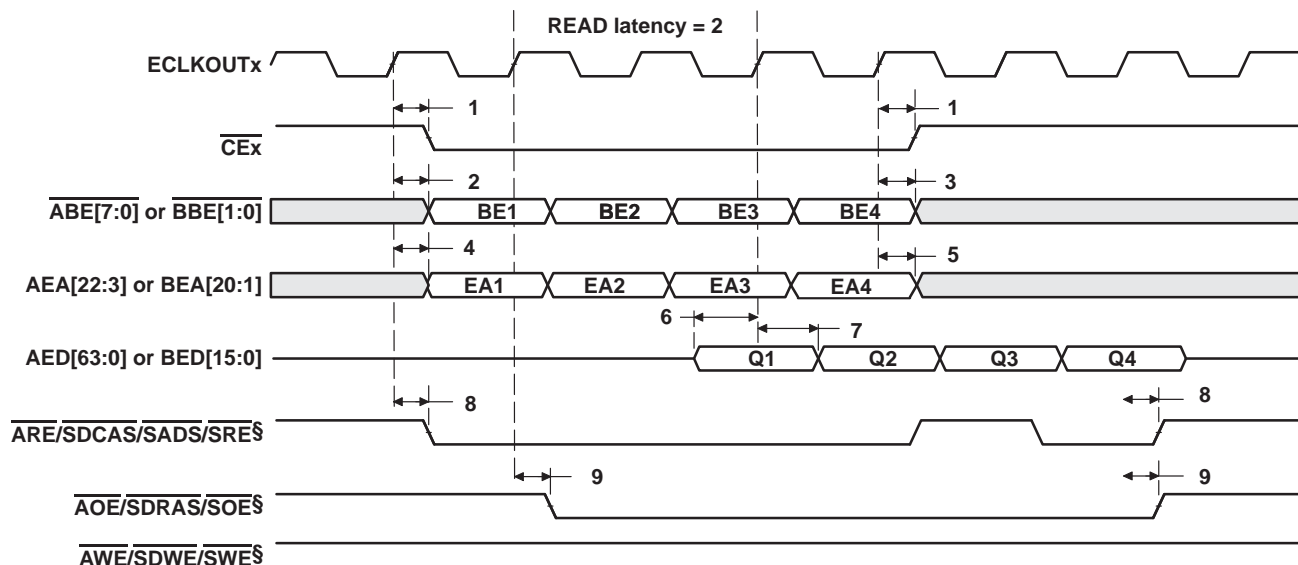 READ latency = 2
ECLKOUTx
1 1
CEx
2 3
ABE[7:0] or BBE[1:0] BE1 BE2 BE3 BE4
4 5
AEA[22:3] or BEA[20:1] EA1 EA2 EA3 EA4
6 7
AED[63:0] or BED[15:0] Q1 Q2 Q3 Q4
8 8
ARE/SDCAS/SADS/SRE§
9 9
AOE/SDRAS/SOE§
AWE/SDWE/SWE§